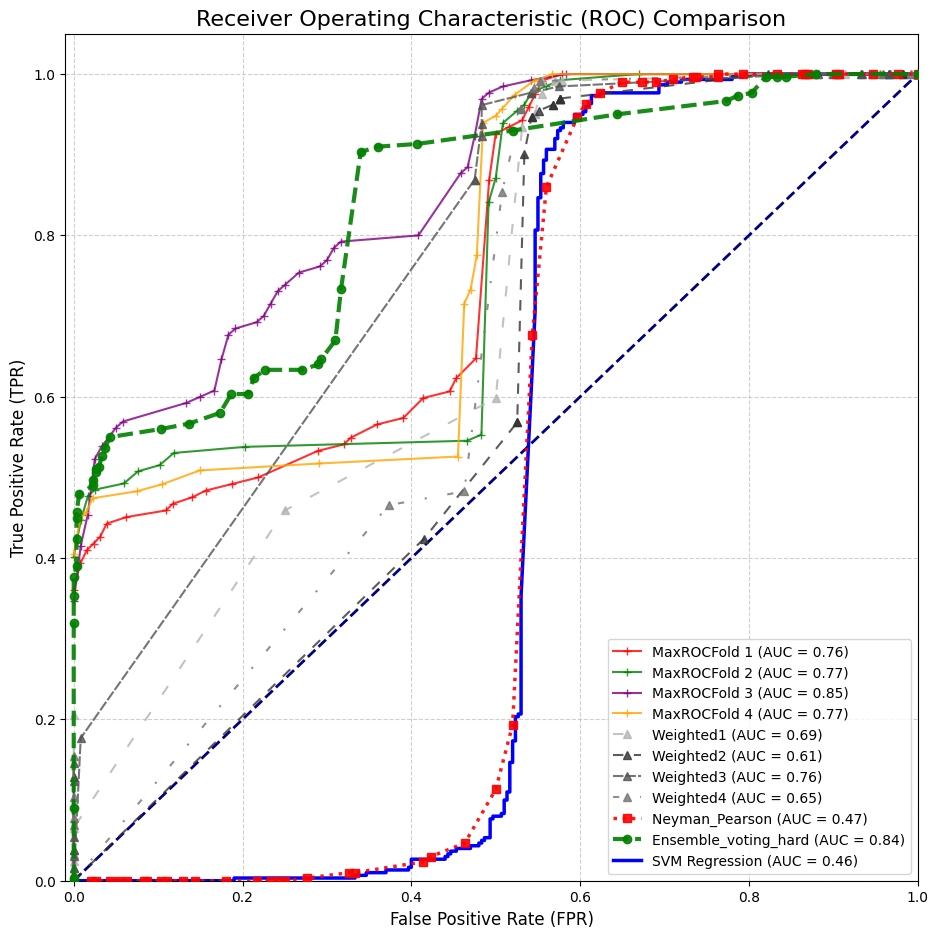 Receiver Operating Characteristic (ROC) Comparison
True Positive Rate (TPR)
1.0
0.8
0.6
0.4
0.2
0.0
MaxROCFold 1 (AUC = 0.76)
MaxROCFold 2 (AUC = 0.77)
MaxROCFold 3 (AUC = 0.85)
MaxROCFold 4 (AUC = 0.77)
Weighted1 (AUC = 0.69)
Weighted2 (AUC = 0.61)
Weighted3 (AUC = 0.76)
Weighted4 (AUC = 0.65)
Neyman_Pearson (AUC = 0.47)
Ensemble_voting_hard (AUC = 0.84)
SVM Regression (AUC = 0.46)
0.0 0.2 0.4 0.6 0.8 1.0
False Positive Rate (FPR)